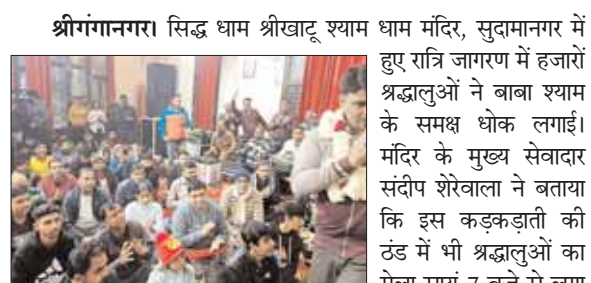 श्रीगंगानगर। सिद्ध धाम श्रीखाटू श्याम धाम मंदिर, सुदामानगर में
हुए रात्रि जागरण में हजारों
श्रद्धालुओं ने बाबा श्याम
के समक्ष धोक लगाई।
मंदिर के मुख्य सेवादार
संदीप शेरेवाला ने बताया
कि इस कड़कड़ाती की
ठंड में भी श्रद्धालुओं का